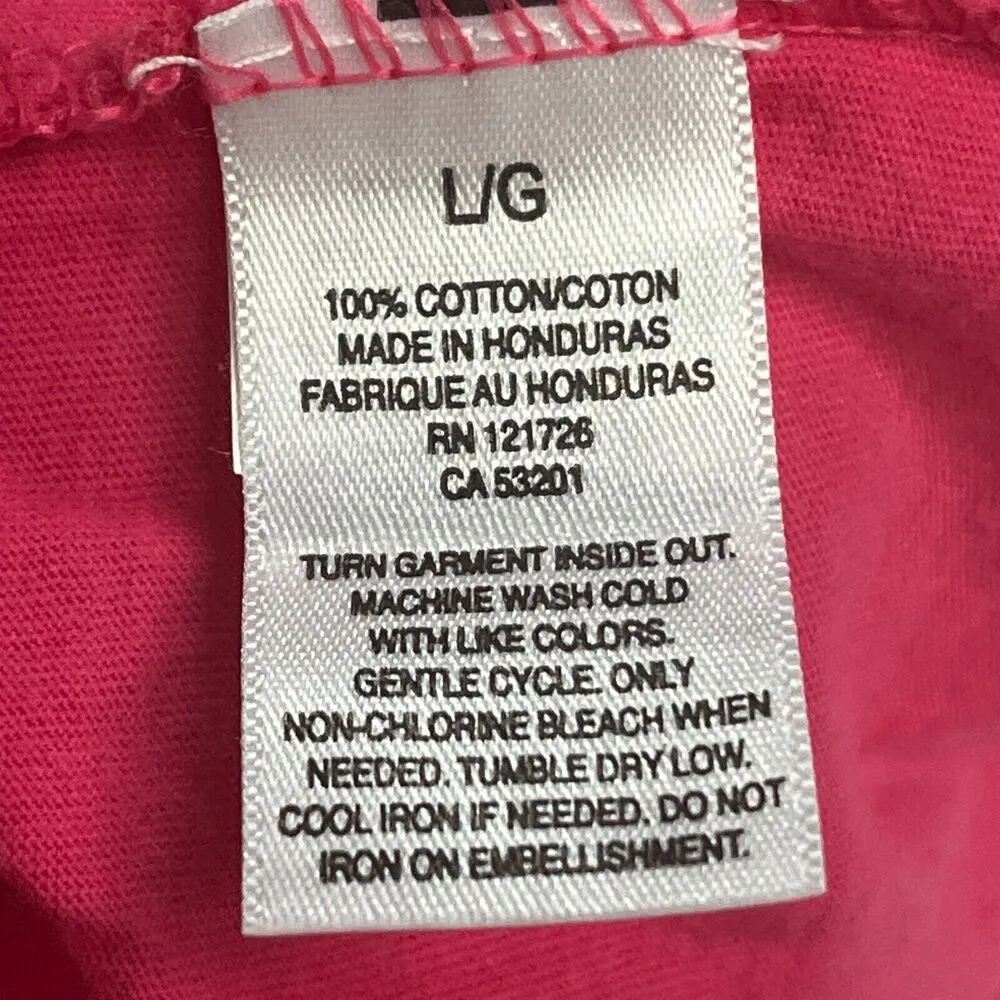 L/G
100% COTTON/COTON
MADE IN HONDURAS
FABRIQUE AU HONDURAS
RN 121726
CA 53201
TURN GARMENT INSIDE OUT.
MACHINE WASH COLD
WITH LIKE COLORS.
GENTLE CYCLE. ONLY
NON-CHLORINE BLEACH WHEN
NEEDED. TUMBLE DRY LOW.
COOL IRON IF NEEDED. DO NOT
IRON ON EMBELLISHMENT.